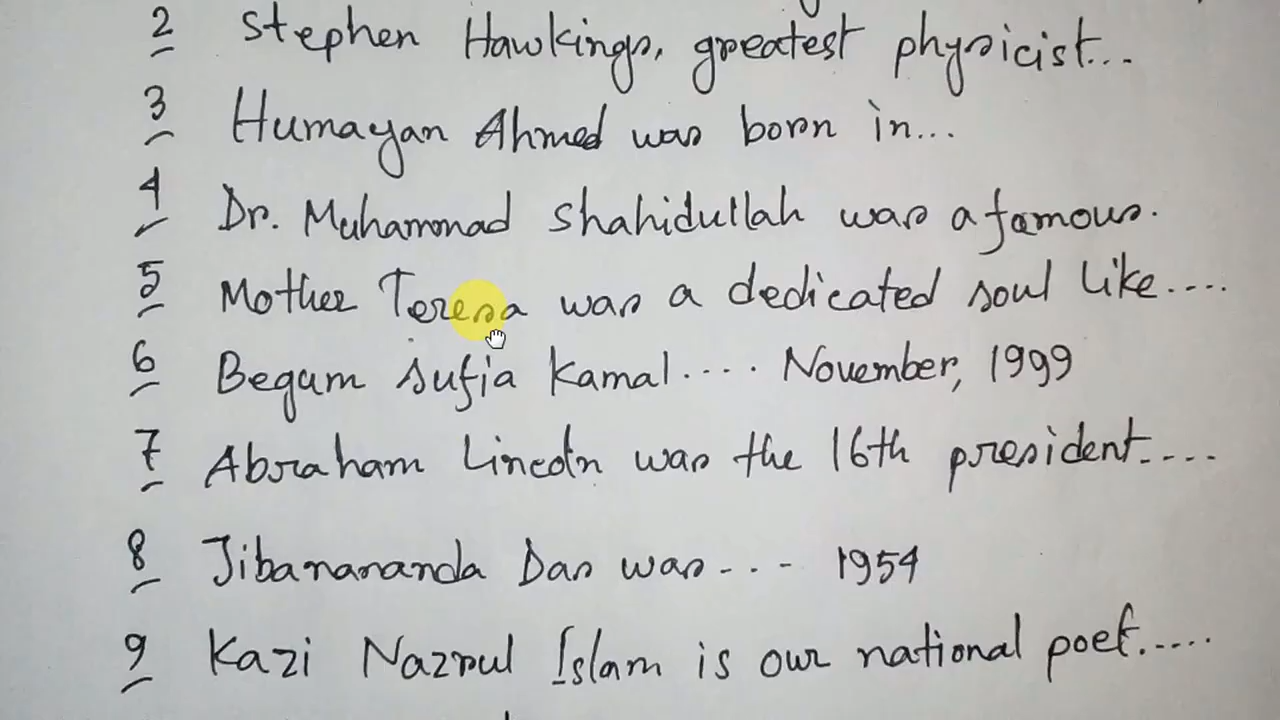 2 Stephen Hawkings, greatest physicist...
3 Humayan Ahmed was born in...
4 Dr. Muhammad Shahidullah was a famous.
5 Mother Teresa was a dedicated soul like....
6 Begum Sufia Kamal.... November, 1999
7 Abraham Lincoln was the 16th president....
8 Jibanananda Das was... 1954
9 Kazi Nazrul Islam is our national poet.....